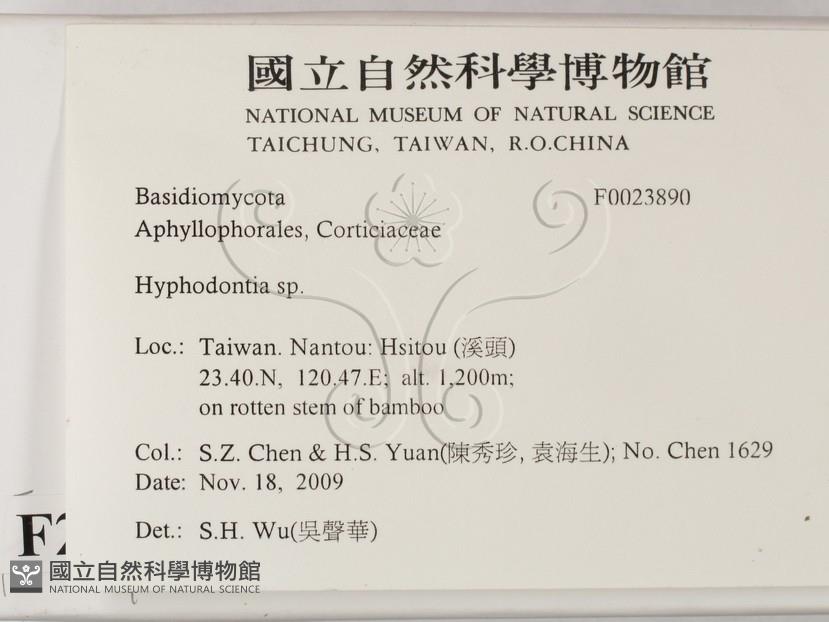 國立自然科學博物館
NATIONAL MUSEUM OF NATURAL SCIENCE
TAICHUNG, TAIWAN, R.O.CHINA
Basidiomycota F0023890
Aphyllophorales, Corticiaceae
Hyphodontia sp.
Loc.: Taiwan. Nantou: Hsitou (溪頭)
23.40.N, 120.47.E; alt. 1,200m;
on rotten stem of bamboo
Col.: S.Z. Chen & H.S. Yuan(陳秀珍, 袁海生); No. Chen 1629
Date: Nov. 18, 2009
Det.: S.H. Wu(吳聲華)
國立自然科學博物館
NATIONAL MUSEUM OF NATURAL SCIENCE